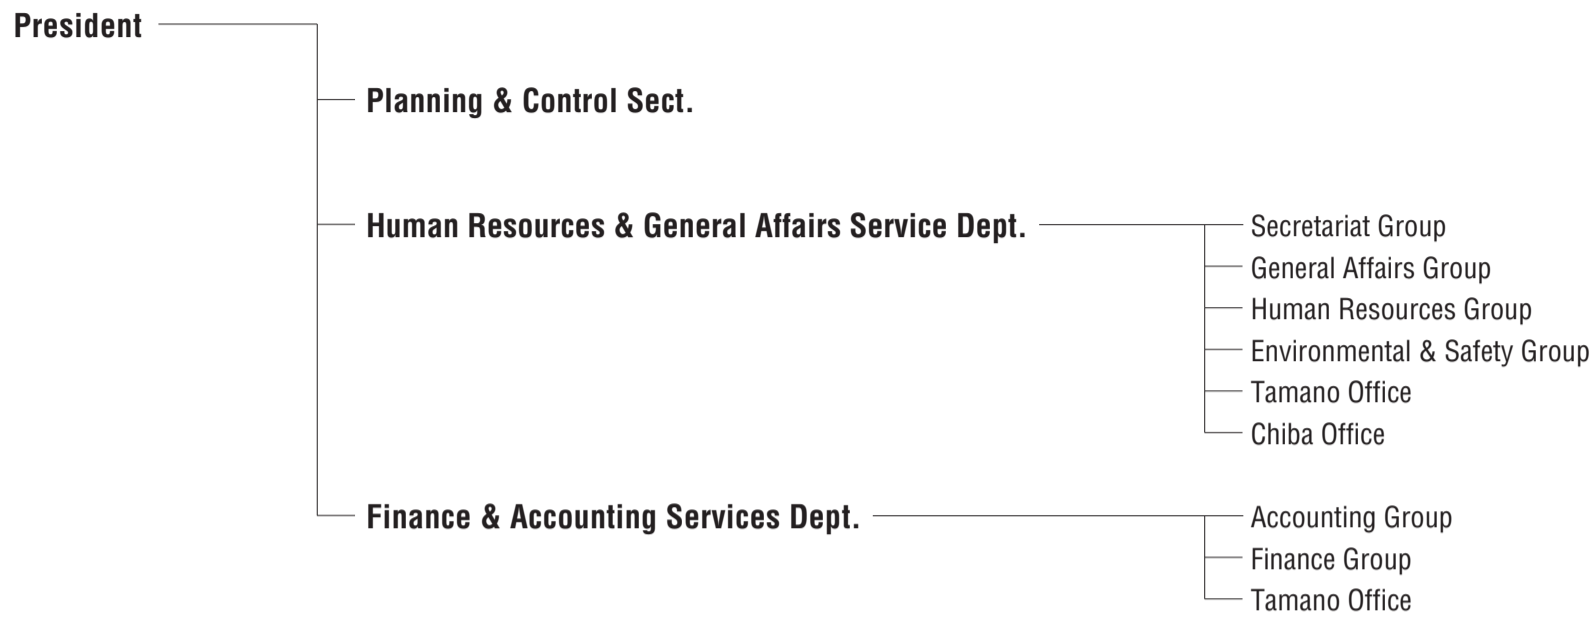 President
Planning & Control Sect.
Human Resources & General Affairs Service Dept.
Secretariat Group
General Affairs Group
Human Resources Group
Environmental & Safety Group
Tamano Office
Chiba Office
Finance & Accounting Services Dept.
Accounting Group
Finance Group
Tamano Office